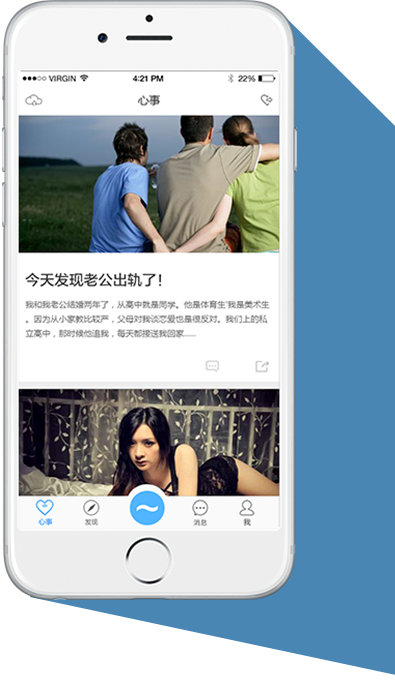 ●●●○○ VIRGIN 4:21 PM 22%
心事
今天发现老公出轨了！
我和我老公结婚两年了，从高中就是同学。他是体育生 我是美术生
。因为从小家教比较严，父母对我谈恋爱也是很反对。我们上的私
立高中，那时候他追我，每天都接送我回家......
心事 发现 消息 我